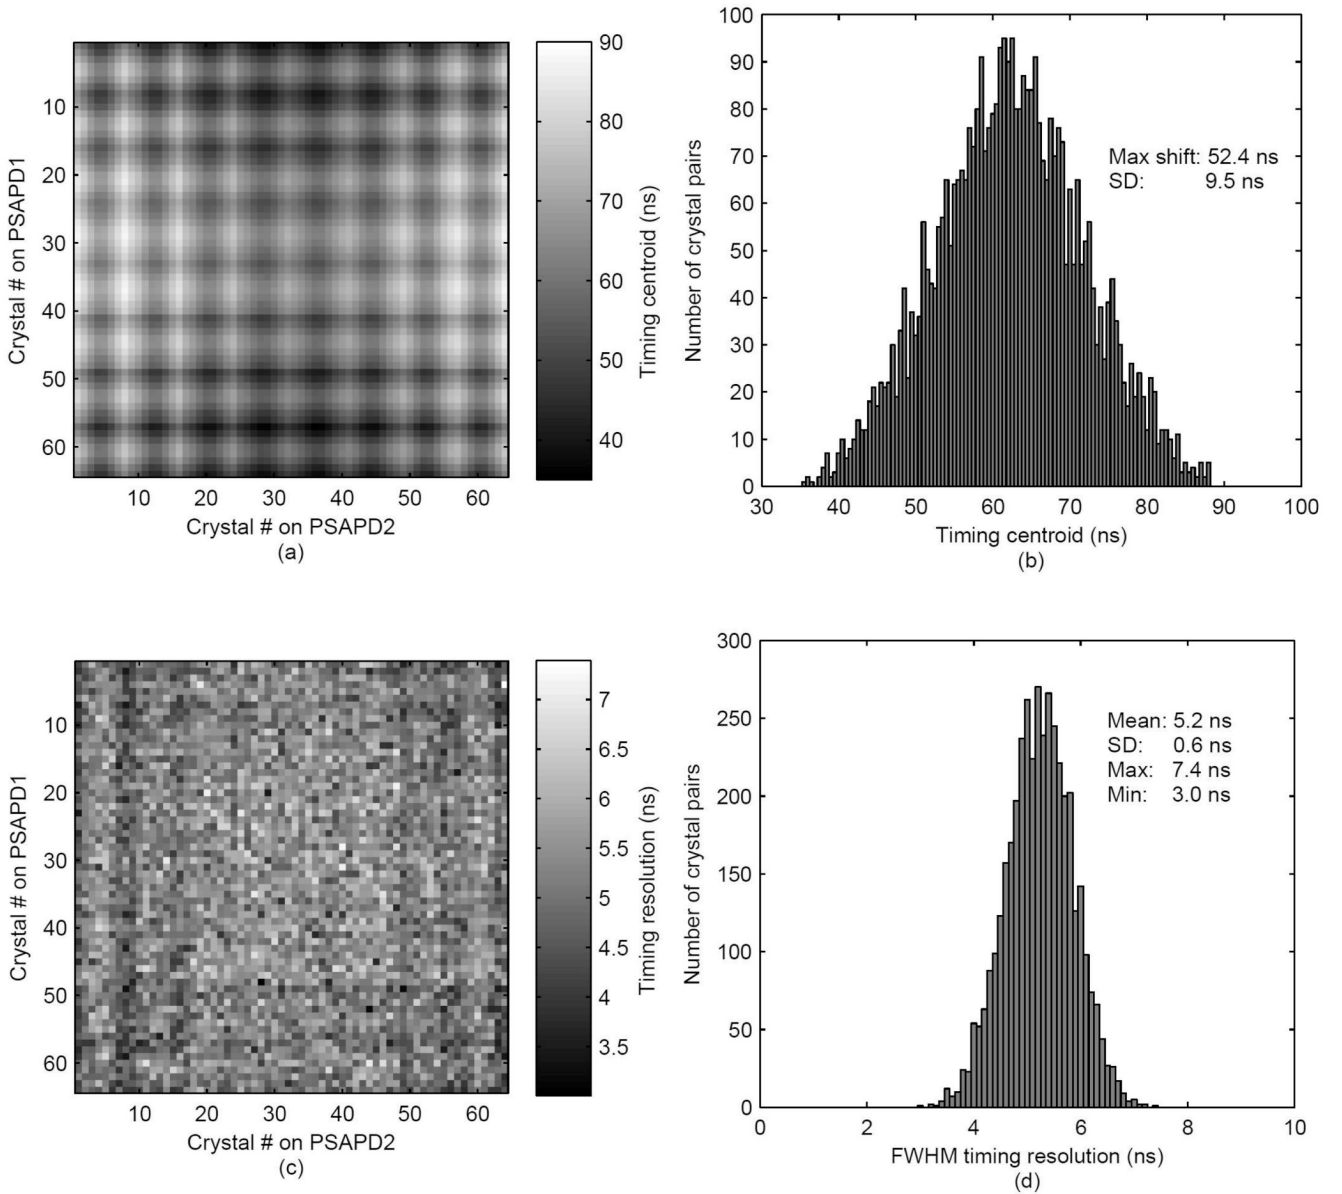 Crystal # on PSAPD1
10
20
30
40
50
60
10 20 30 40 50 60
Crystal # on PSAPD2
(a)
90
80
70
60
50
40
Timing centroid (ns)
Number of crystal pairs
100
90
80
70
60
50
40
30
20
10
0
30 40 50 60 70 80 90 100
Timing centroid (ns)
(b)
Max shift: 52.4 ns
SD: 9.5 ns
Crystal # on PSAPD1
10
20
30
40
50
60
10 20 30 40 50 60
Crystal # on PSAPD2
(c)
7
6.5
6
5.5
5
4.5
4
3.5
Timing resolution (ns)
Number of crystal pairs
300
250
200
150
100
50
0
0 2 4 6 8 10
FWHM timing resolution (ns)
(d)
Mean: 5.2 ns
SD: 0.6 ns
Max: 7.4 ns
Min: 3.0 ns